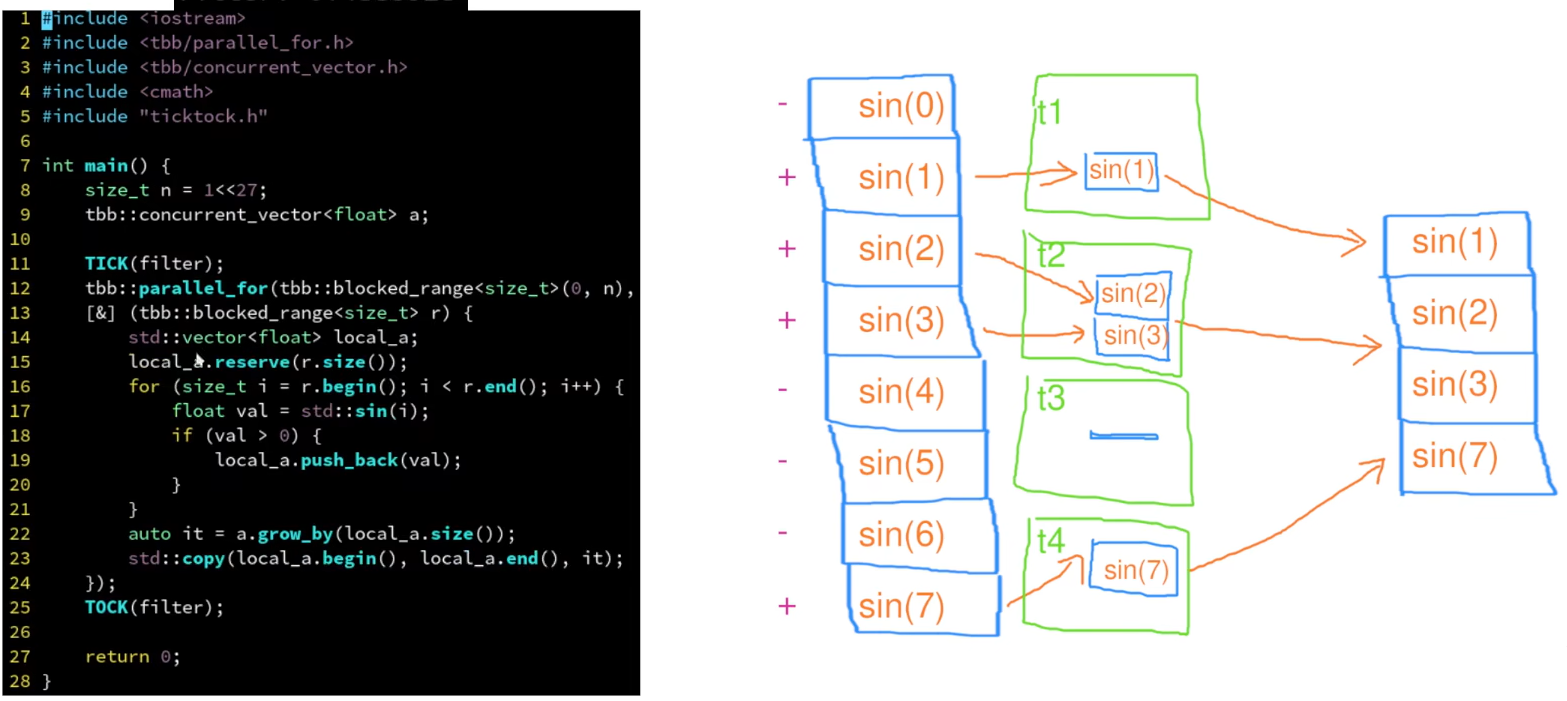 1 #include <iostream>
2 #include <tbb/parallel_for.h>
3 #include <tbb/concurrent_vector.h>
4 #include <cmath>
5 #include "ticktock.h"
6
7 int main() {
8     size_t n = 1<<27;
9     tbb::concurrent_vector<float> a;
10
11     TICK(filter);
12     tbb::parallel_for(tbb::blocked_range<size_t>(0, n),
13     [&] (tbb::blocked_range<size_t> r) {
14         std::vector<float> local_a;
15         local_a.reserve(r.size());
16         for (size_t i = r.begin(); i < r.end(); i++) {
17             float val = std::sin(i);
18             if (val > 0) {
19                 local_a.push_back(val);
20             }
21         }
22         auto it = a.grow_by(local_a.size());
23         std::copy(local_a.begin(), local_a.end(), it);
24     });
25     TOCK(filter);
26
27     return 0;
28 }
- sin(0)
+ sin(1)
+ sin(2)
+ sin(3)
- sin(4)
- sin(5)
- sin(6)
+ sin(7)
t1
sin(1)
t2
sin(2)
sin(3)
t3
t4
sin(7)
sin(1)
sin(2)
sin(3)
sin(7)